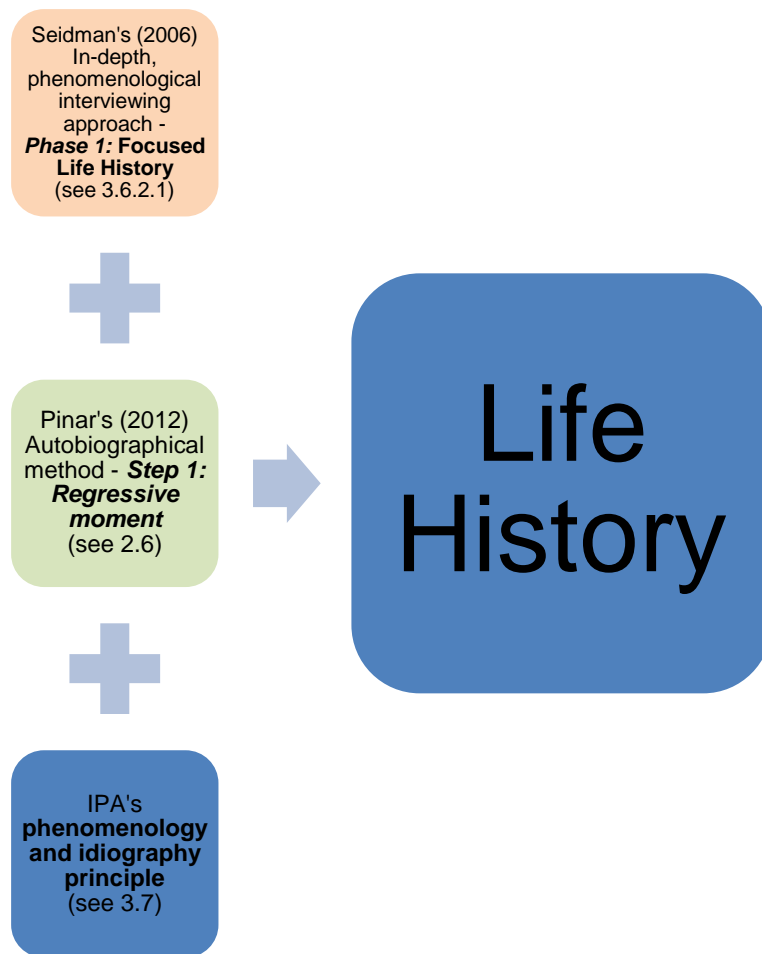 Seidman's (2006)
In-depth,
phenomenological
interviewing
approach -
Phase 1: Focused
Life History
(see 3.6.2.1)
Pinar's (2012)
Autobiographical
method - Step 1:
Regressive
moment
(see 2.6)
IPA's
phenomenology
and idiography
principle
(see 3.7)
Life
History